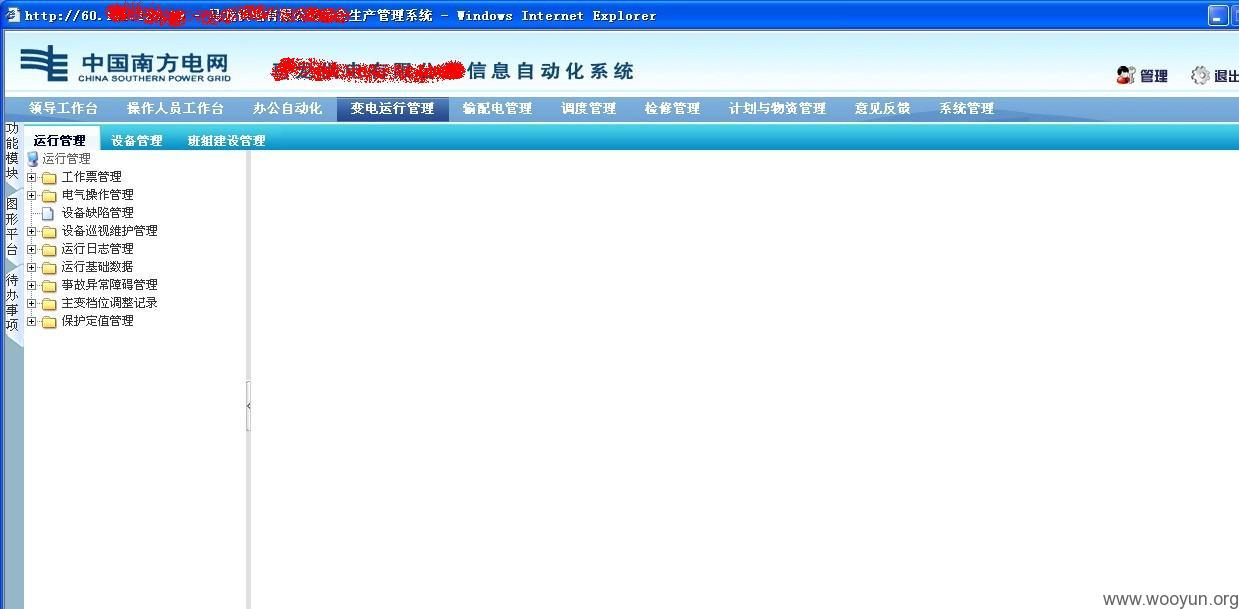 http://60.
生产管理系统 - Windows Internet Explorer
中国南方电网
CHINA SOUTHERN POWER GRID
信息自动化系统
管理 退出
领导工作台 操作人员工作台 办公自动化 变电运行管理 输配电管理 调度管理 检修管理 计划与物资管理 意见反馈 系统管理
功能模块
图形平台
待办事项
运行管理 设备管理 班组建设管理
运行管理
工作票管理
电气操作管理
设备缺陷管理
设备巡视维护管理
运行日志管理
运行基础数据
事故异常障碍管理
主变档位调整记录
保护定值管理
www.wooyun.org